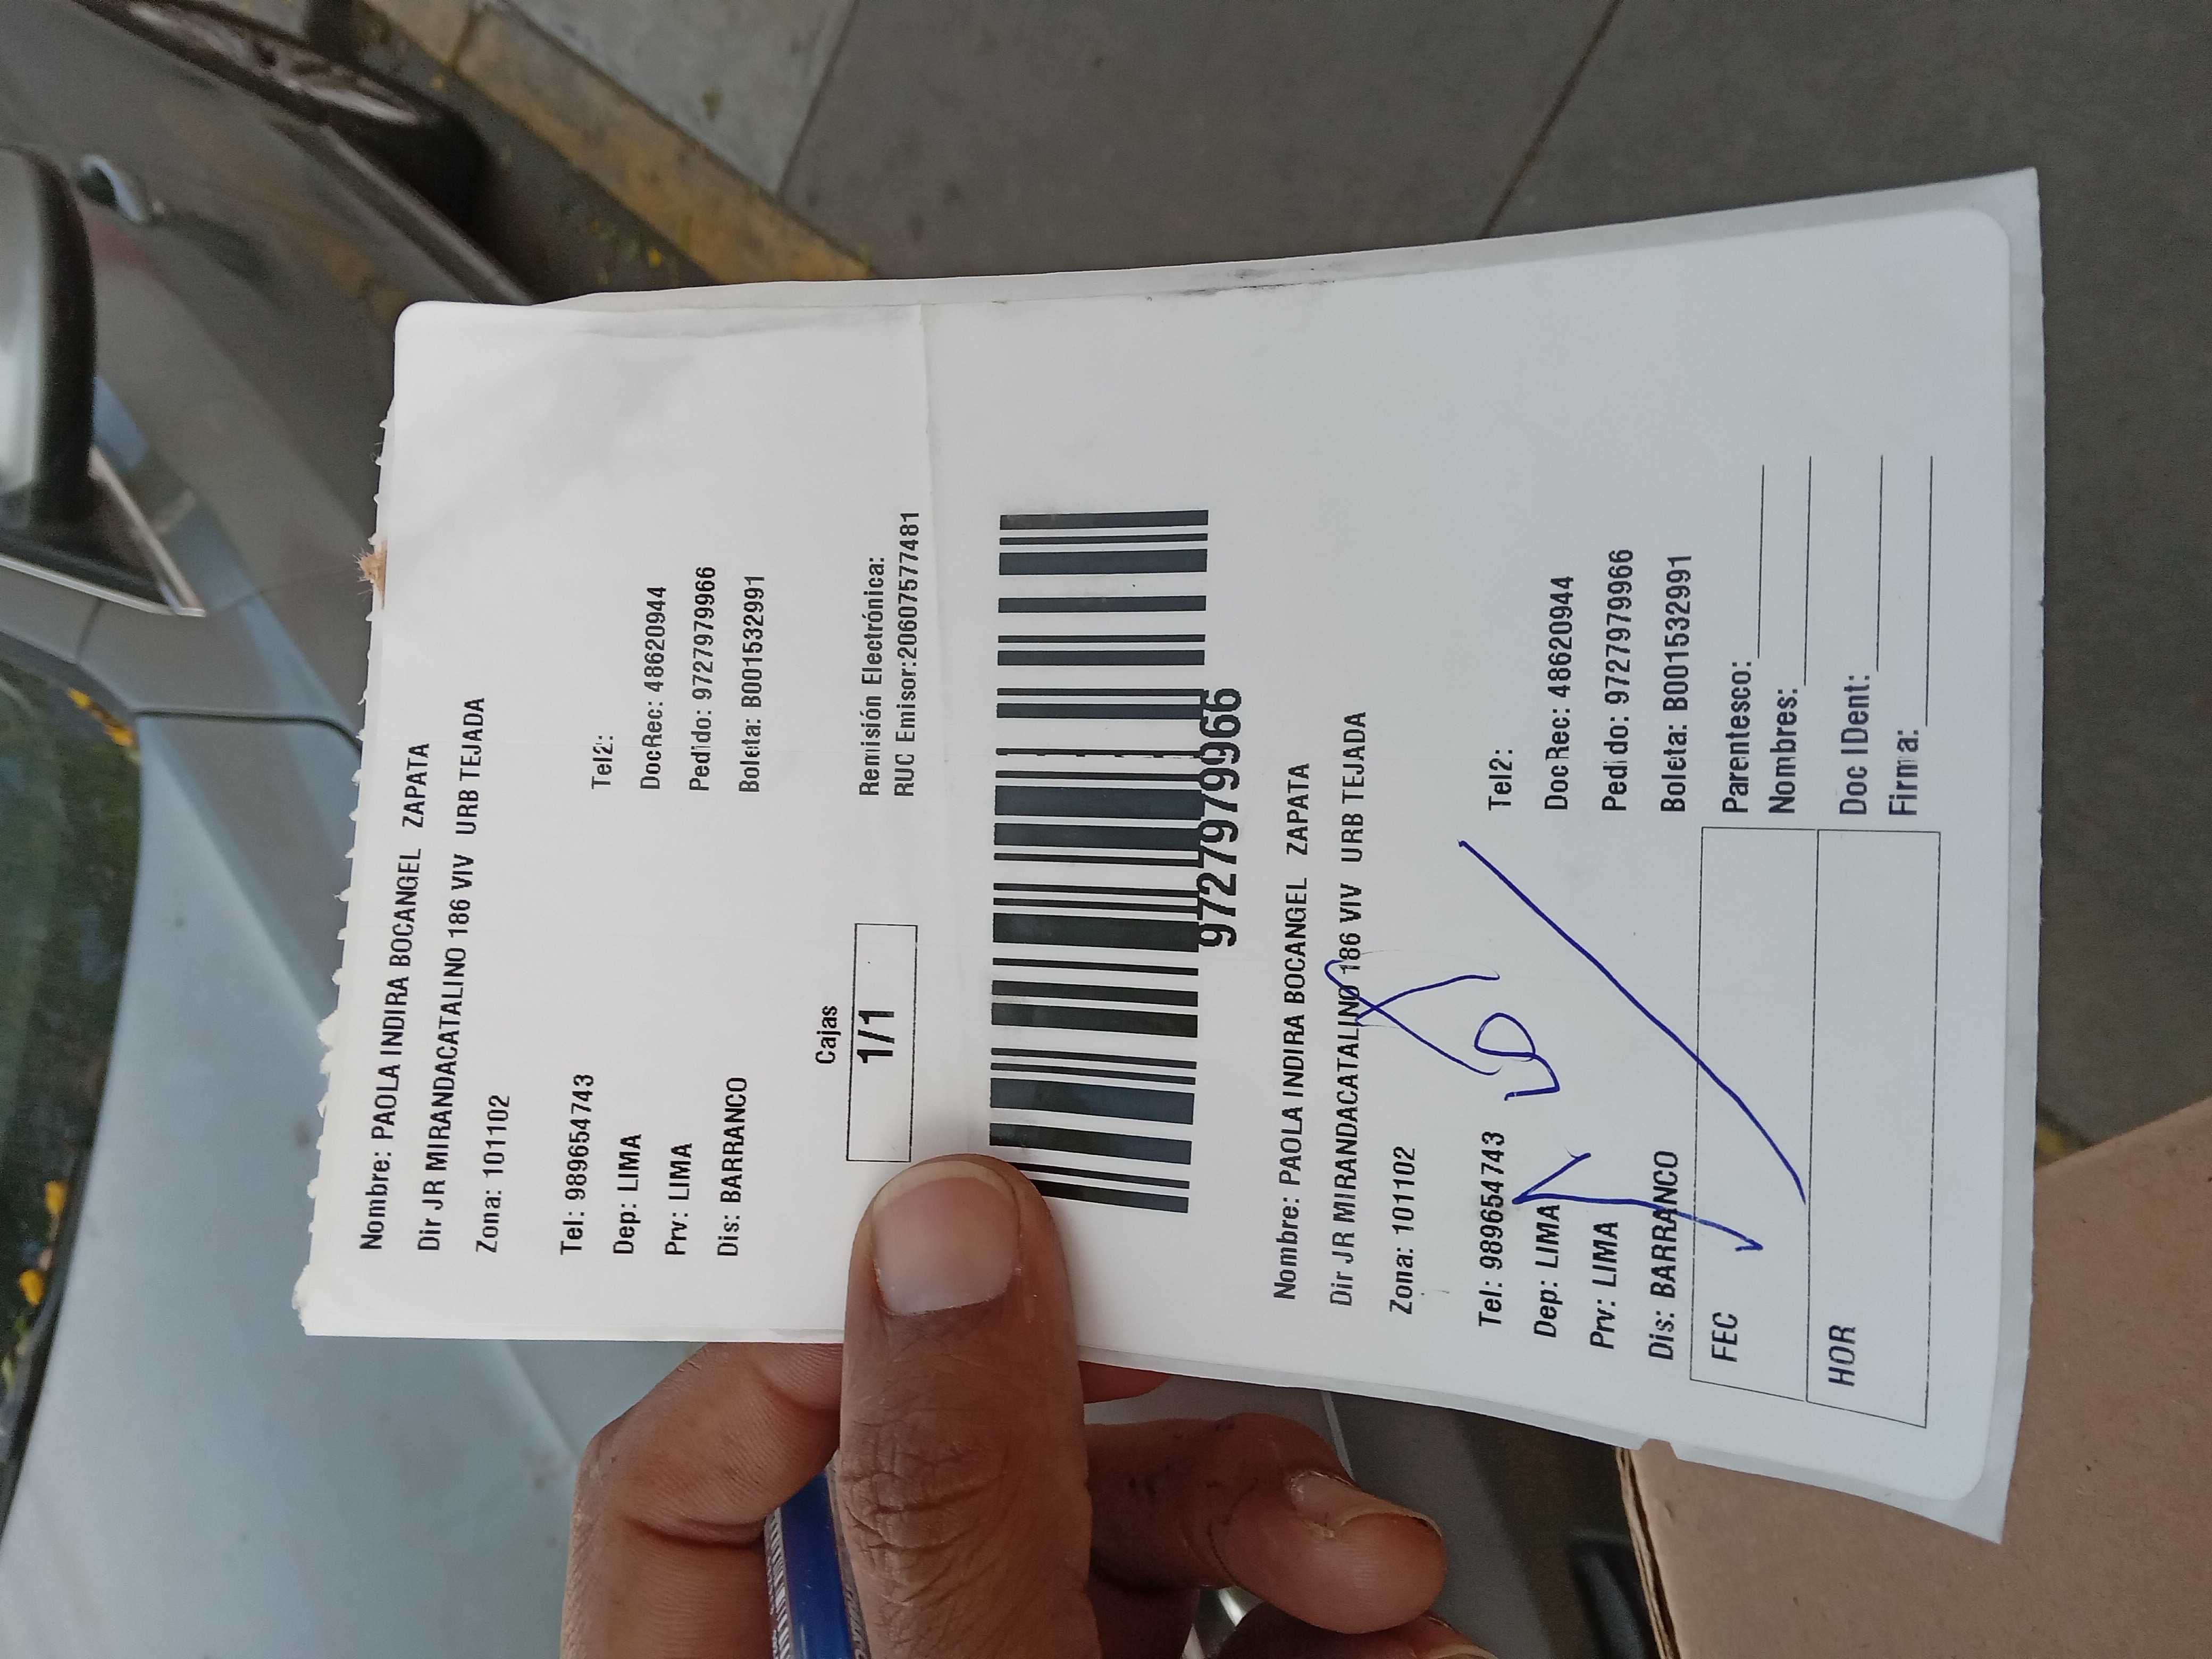 Nombre: PAOLA INDIRA BOCANGEL ZAPATA
Dir JR MIRANDACATALINO 186 VIV URB TEJADA
Zona: 101102
Tel: 989654743 Tel2:
Dep: LIMA DocRec: 48620944
Prv: LIMA Pedido: 97279799966
Dis: BARRANCO Boleta: B001532991
Cajas
1/1
Remisión Electrónica:
RUC Emisor:20607577481
97279799966
Nombre: PAOLA INDIRA BOCANGEL ZAPATA
Dir JR MIRANDACATALINO 186 VIV URB TEJADA
Zona: 101102
Tel: 989654743 Tel2:
Dep: LIMA DocRec: 48620944
Prv: LIMA Pedido: 97279799966
Dis: BARRANCO Boleta: B001532991
FEC Parentesco:
Nombres:
HOR Doc IDent:
Firma: